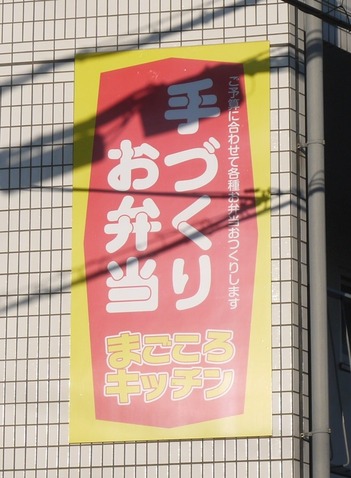 ご予算に合わせて各種お弁当おつくりします
手づくり
お弁当
まごころ
キッチン